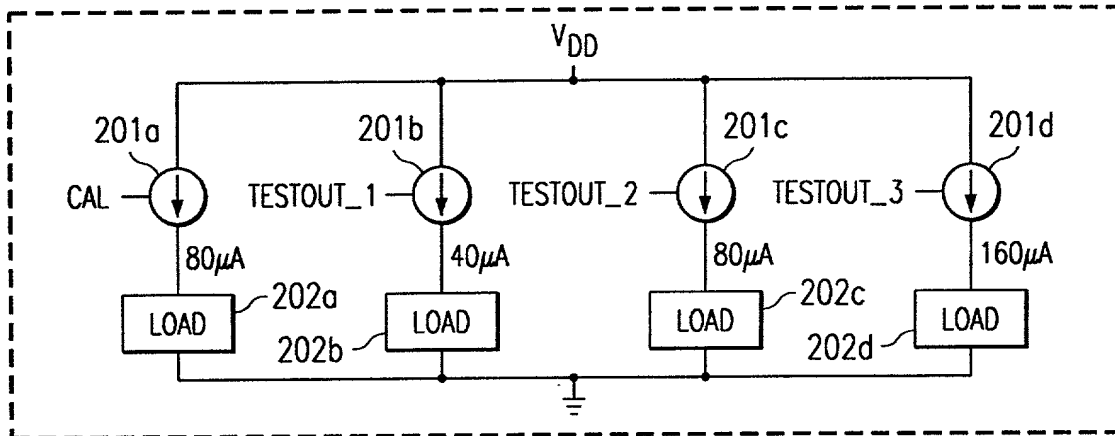 VDD
201a
201b
201c
201d
CAL
TESTOUT_1
TESTOUT_2
TESTOUT_3
80μA
40μA
80μA
160μA
LOAD
202a
LOAD
202b
LOAD
202c
LOAD
202d